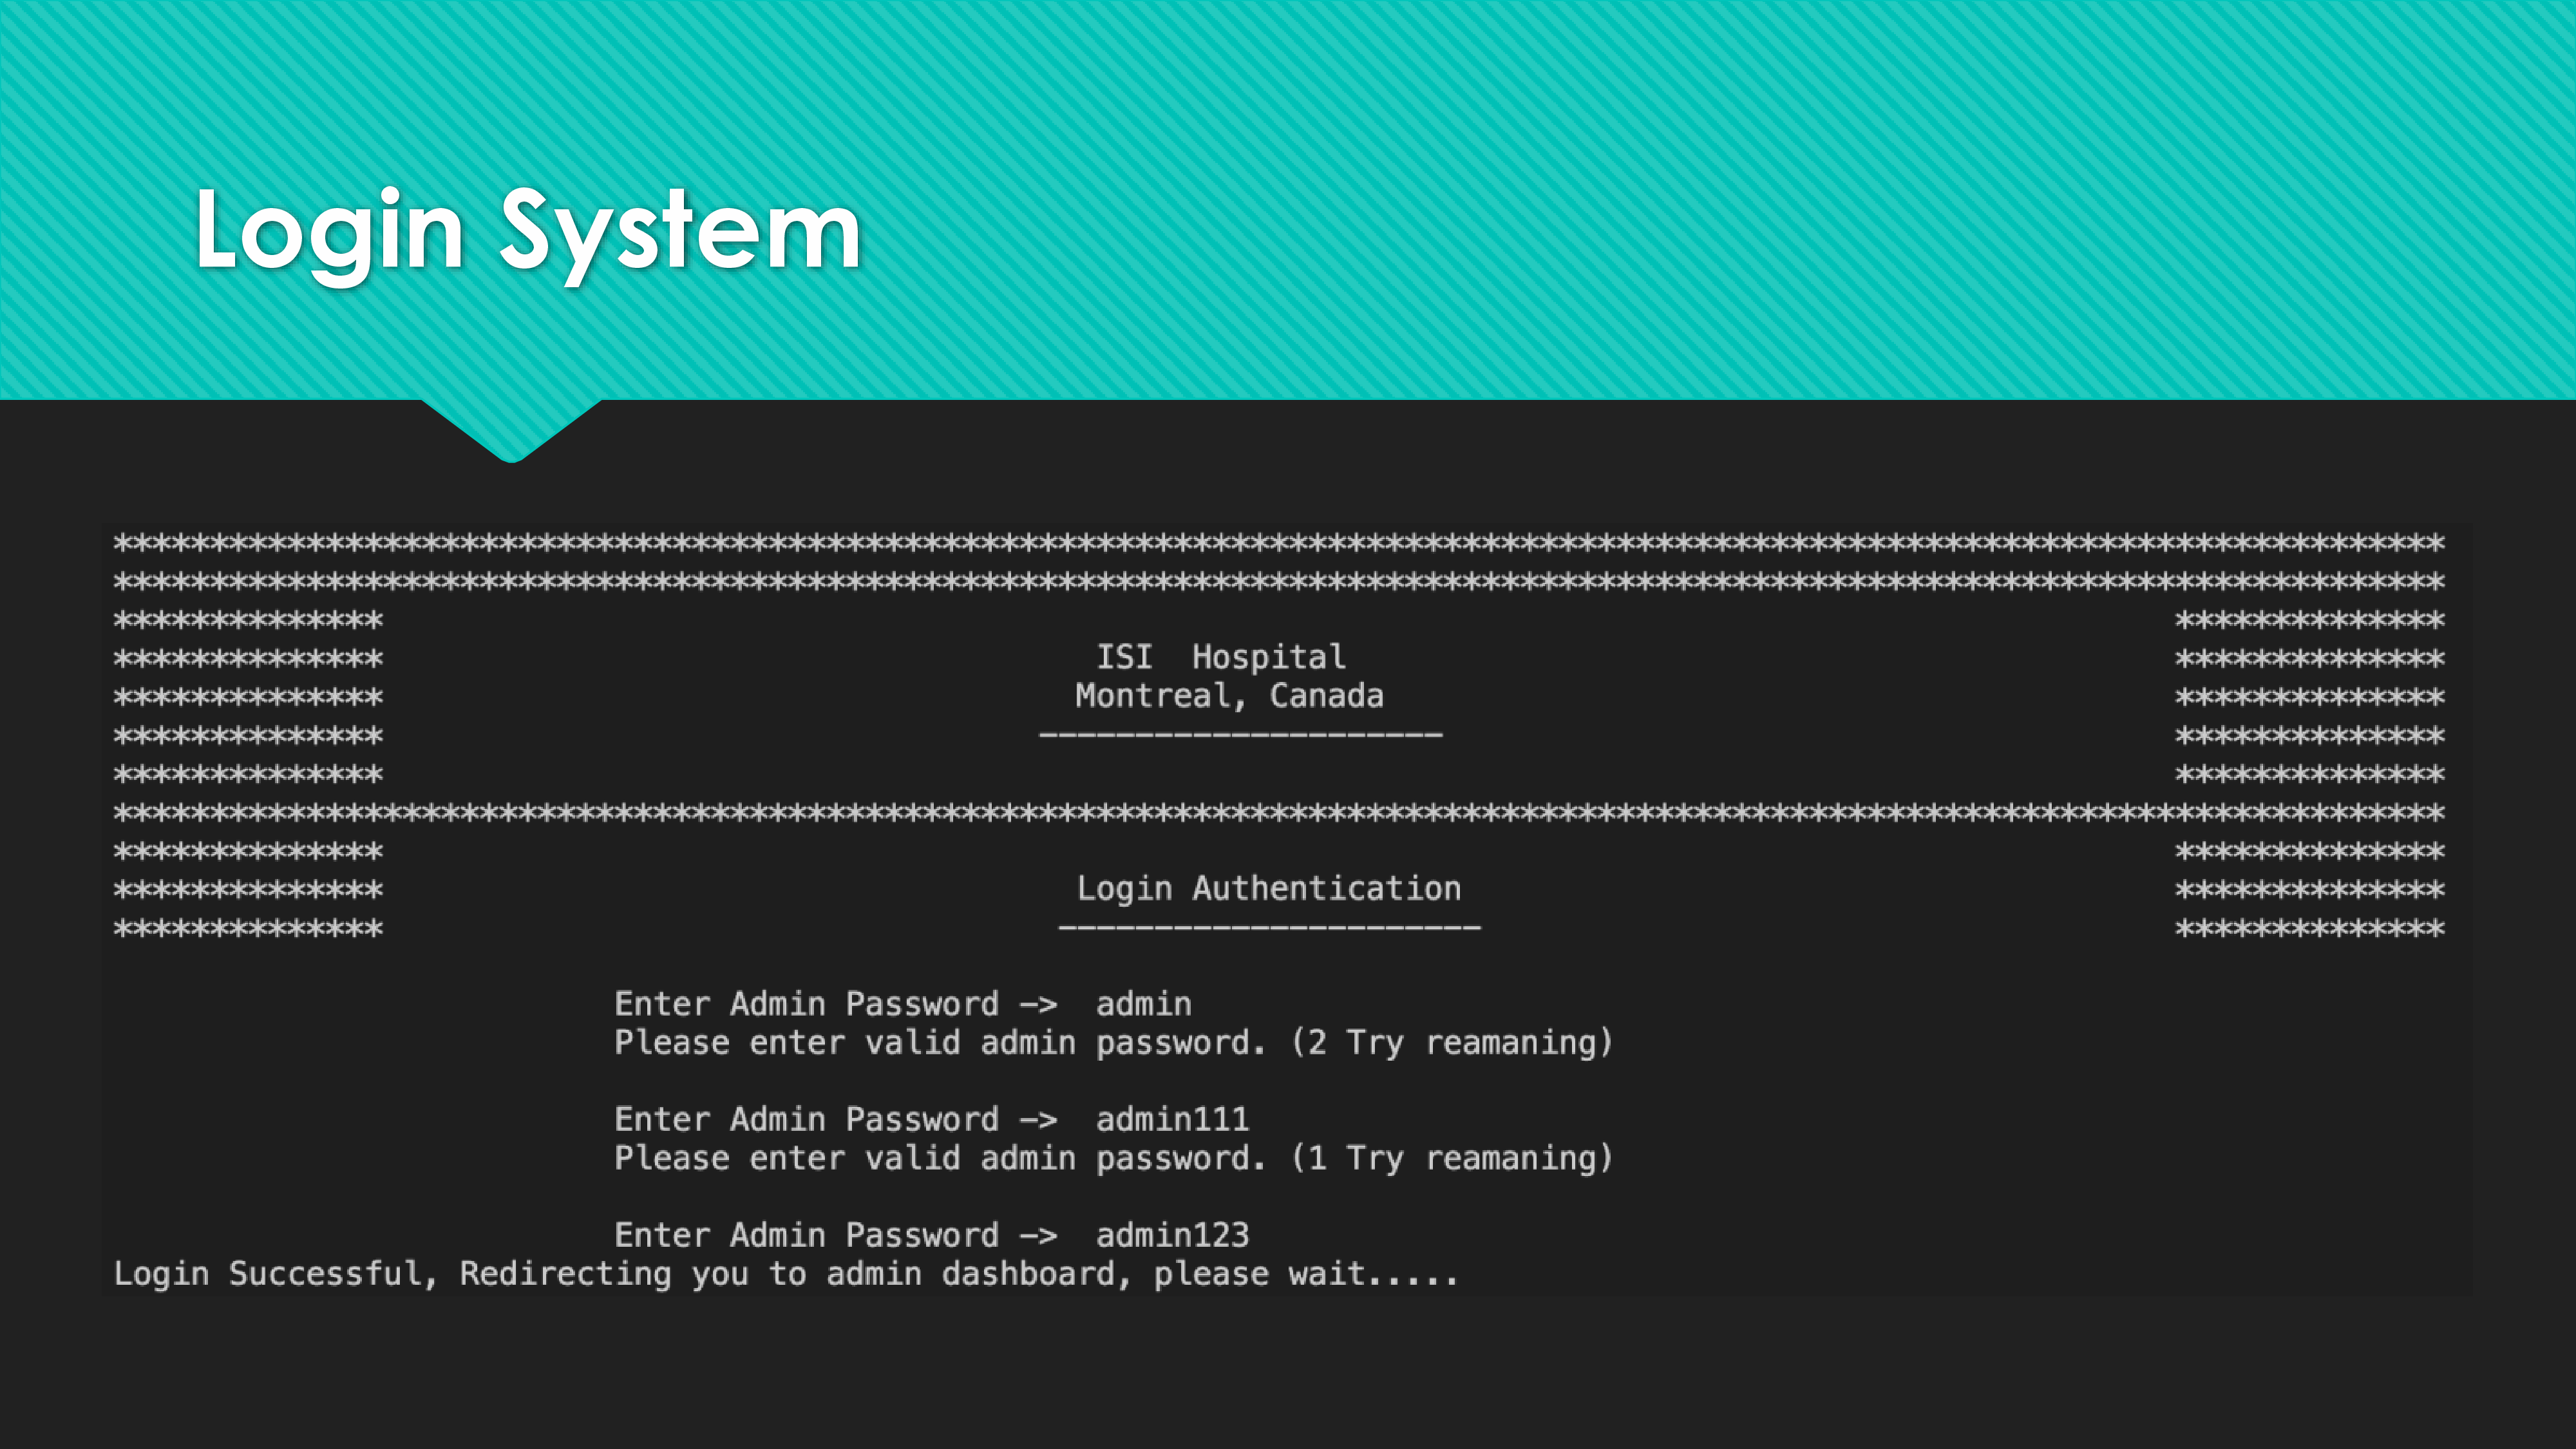 Login System
*************************************************************************************************************************
*************************************************************************************************************************
************** **************
************** ISI  Hospital **************
************** Montreal, Canada **************
************** --------------------- **************
************** **************
*************************************************************************************************************************
************** **************
************** Login Authentication **************
************** ---------------------- **************
Enter Admin Password ->  admin
Please enter valid admin password. (2 Try reamaning)
Enter Admin Password ->  admin111
Please enter valid admin password. (1 Try reamaning)
Enter Admin Password ->  admin123
Login Successful, Redirecting you to admin dashboard, please wait.....